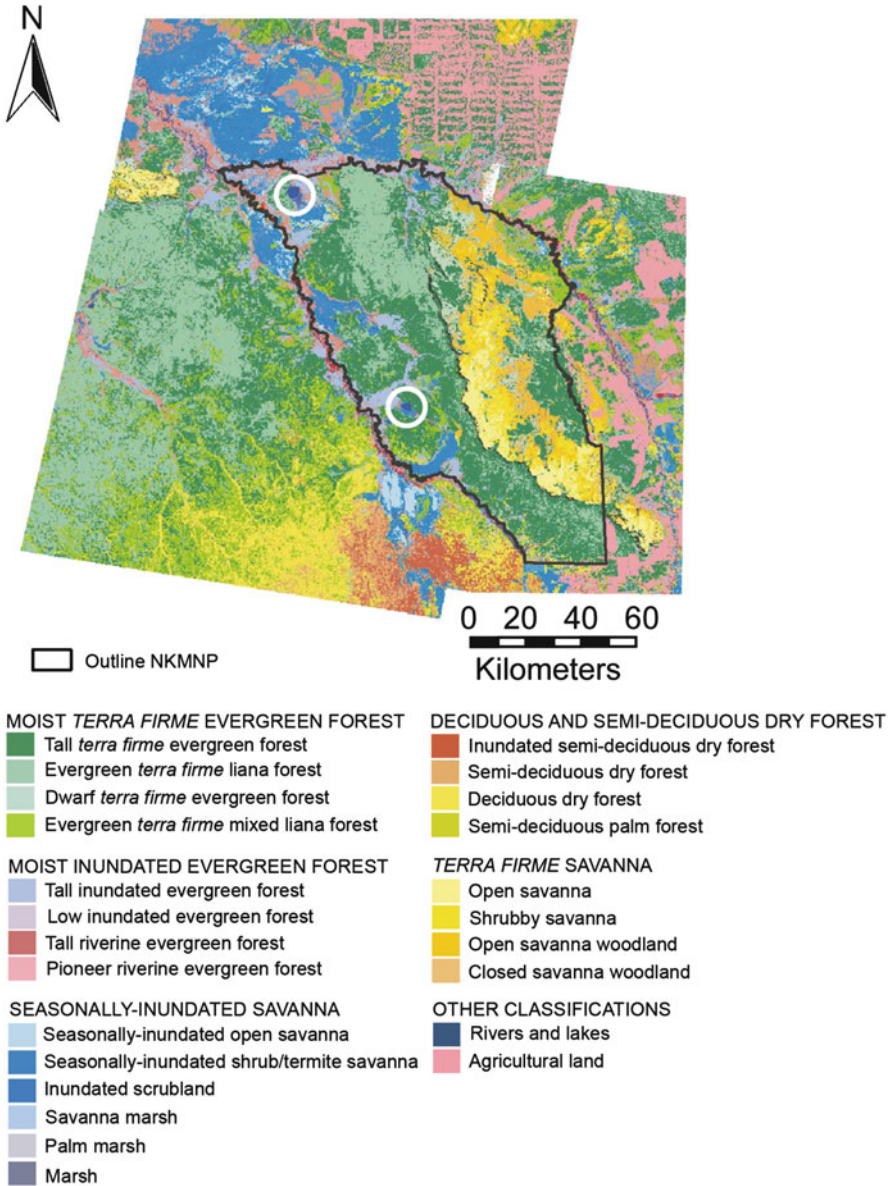 N
0 20 40 60
Kilometers
Outline NKMNP
MOIST TERRA FIRME EVERGREEN FOREST
Tall terra firme evergreen forest
Evergreen terra firme liana forest
Dwarf terra firme evergreen forest
Evergreen terra firme mixed liana forest
MOIST INUNDATED EVERGREEN FOREST
Tall inundated evergreen forest
Low inundated evergreen forest
Tall riverine evergreen forest
Pioneer riverine evergreen forest
SEASONALLY-INUNDATED SAVANNA
Seasonally-inundated open savanna
Seasonally-inundated shrub/termite savanna
Inundated scrubland
Savanna marsh
Palm marsh
Marsh
DECIDUOUS AND SEMI-DECIDUOUS DRY FOREST
Inundated semi-deciduous dry forest
Semi-deciduous dry forest
Deciduous dry forest
Semi-deciduous palm forest
TERRA FIRME SAVANNA
Open savanna
Shrubby savanna
Open savanna woodland
Closed savanna woodland
OTHER CLASSIFICATIONS
Rivers and lakes
Agricultural land